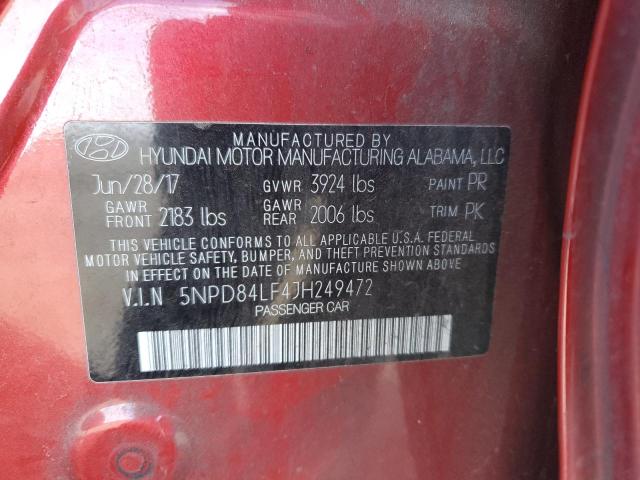 MANUFACTURED BY
HYUNDAI MOTOR MANUFACTURING ALABAMA, LLC
Jun/28/17 GVWR 3924 lbs PAINT PR
GAWR FRONT 2183 lbs GAWR REAR 2006 lbs TRIM PK
THIS VEHICLE CONFORMS TO ALL APPLICABLE U.S.A. FEDERAL
MOTOR VEHICLE SAFETY, BUMPER, AND THEFT PREVENTION STANDARDS
IN EFFECT ON THE DATE OF MANUFACTURE SHOWN ABOVE.
V.I.N 5NPD84LF4JH249472
PASSENGER CAR